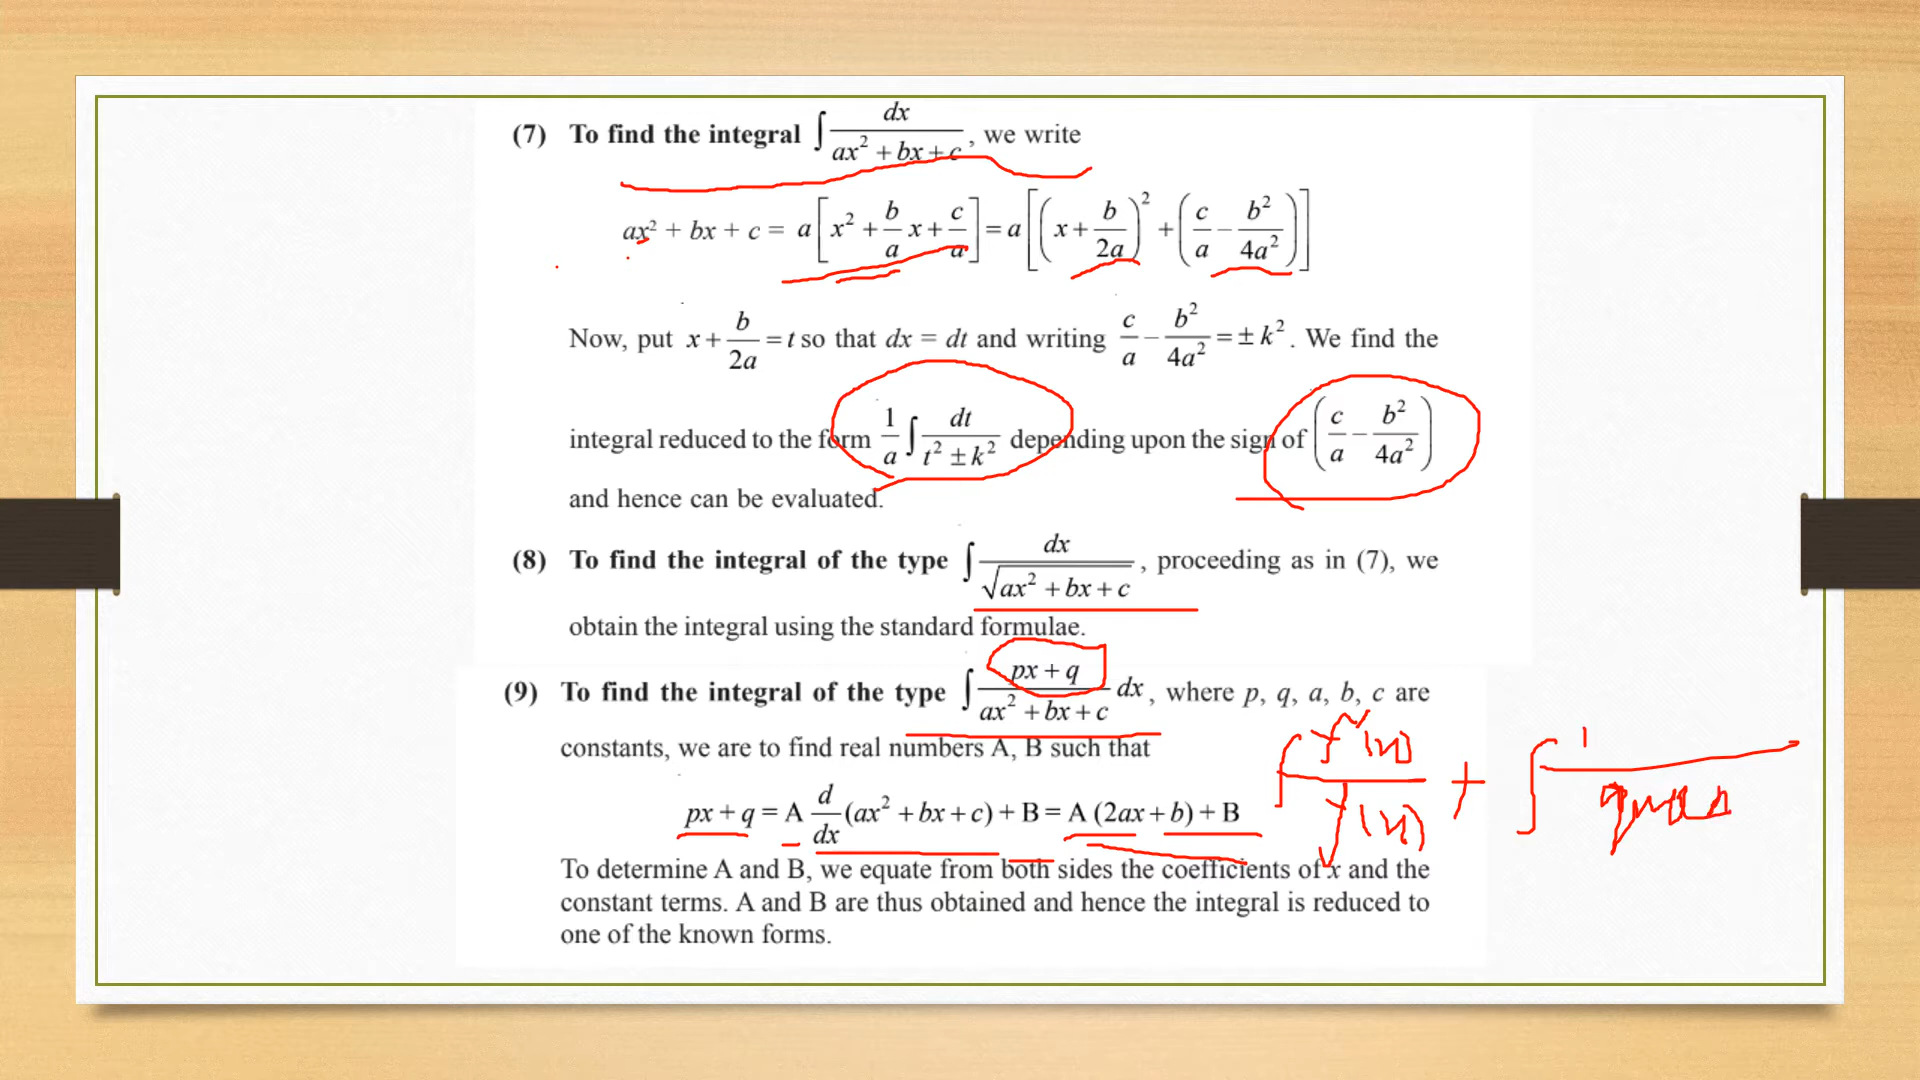 (7) To find the integral ∫ dx/(ax² + bx + c), we write
ax² + bx + c = a[x² + (b/a)x + c/a] = a[(x + b/2a)² + (c/a − b²/4a²)]
Now, put x + b/2a = t so that dx = dt and writing c/a − b²/4a² = ± k². We find the
integral reduced to the form (1/a) ∫ dt/(t² ± k²) depending upon the sign of (c/a − b²/4a²)
and hence can be evaluated.
(8) To find the integral of the type ∫ dx/√(ax² + bx + c), proceeding as in (7), we
obtain the integral using the standard formulae.
(9) To find the integral of the type ∫ (px + q)/(ax² + bx + c) dx, where p, q, a, b, c are
constants, we are to find real numbers A, B such that
∫ f'(x)/f(x) + ∫ 1/quad
px + q = A d/dx (ax² + bx + c) + B = A (2ax + b) + B
To determine A and B, we equate from both sides the coefficients of x and the
constant terms. A and B are thus obtained and hence the integral is reduced to
one of the known forms.